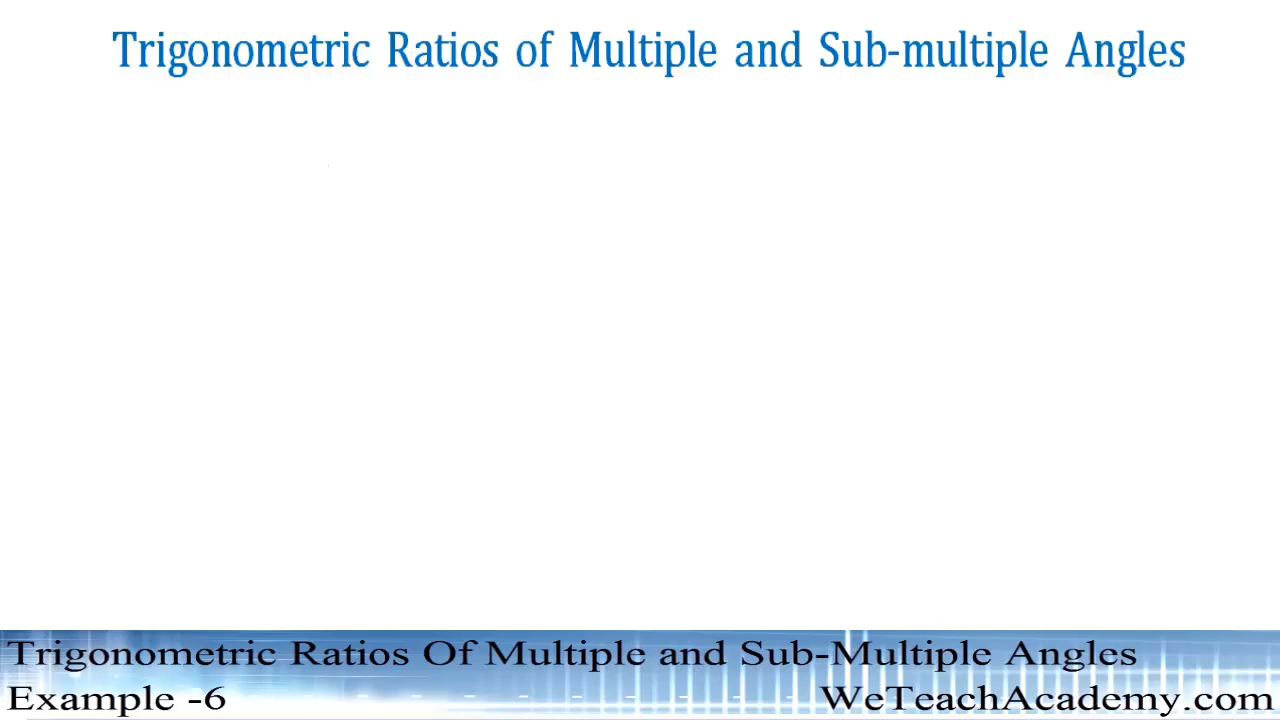 Trigonometric Ratios of Multiple and Sub-multiple Angles
Trigonometric Ratios Of Multiple and Sub-Multiple Angles
Example -6
WeTeachAcademy.com